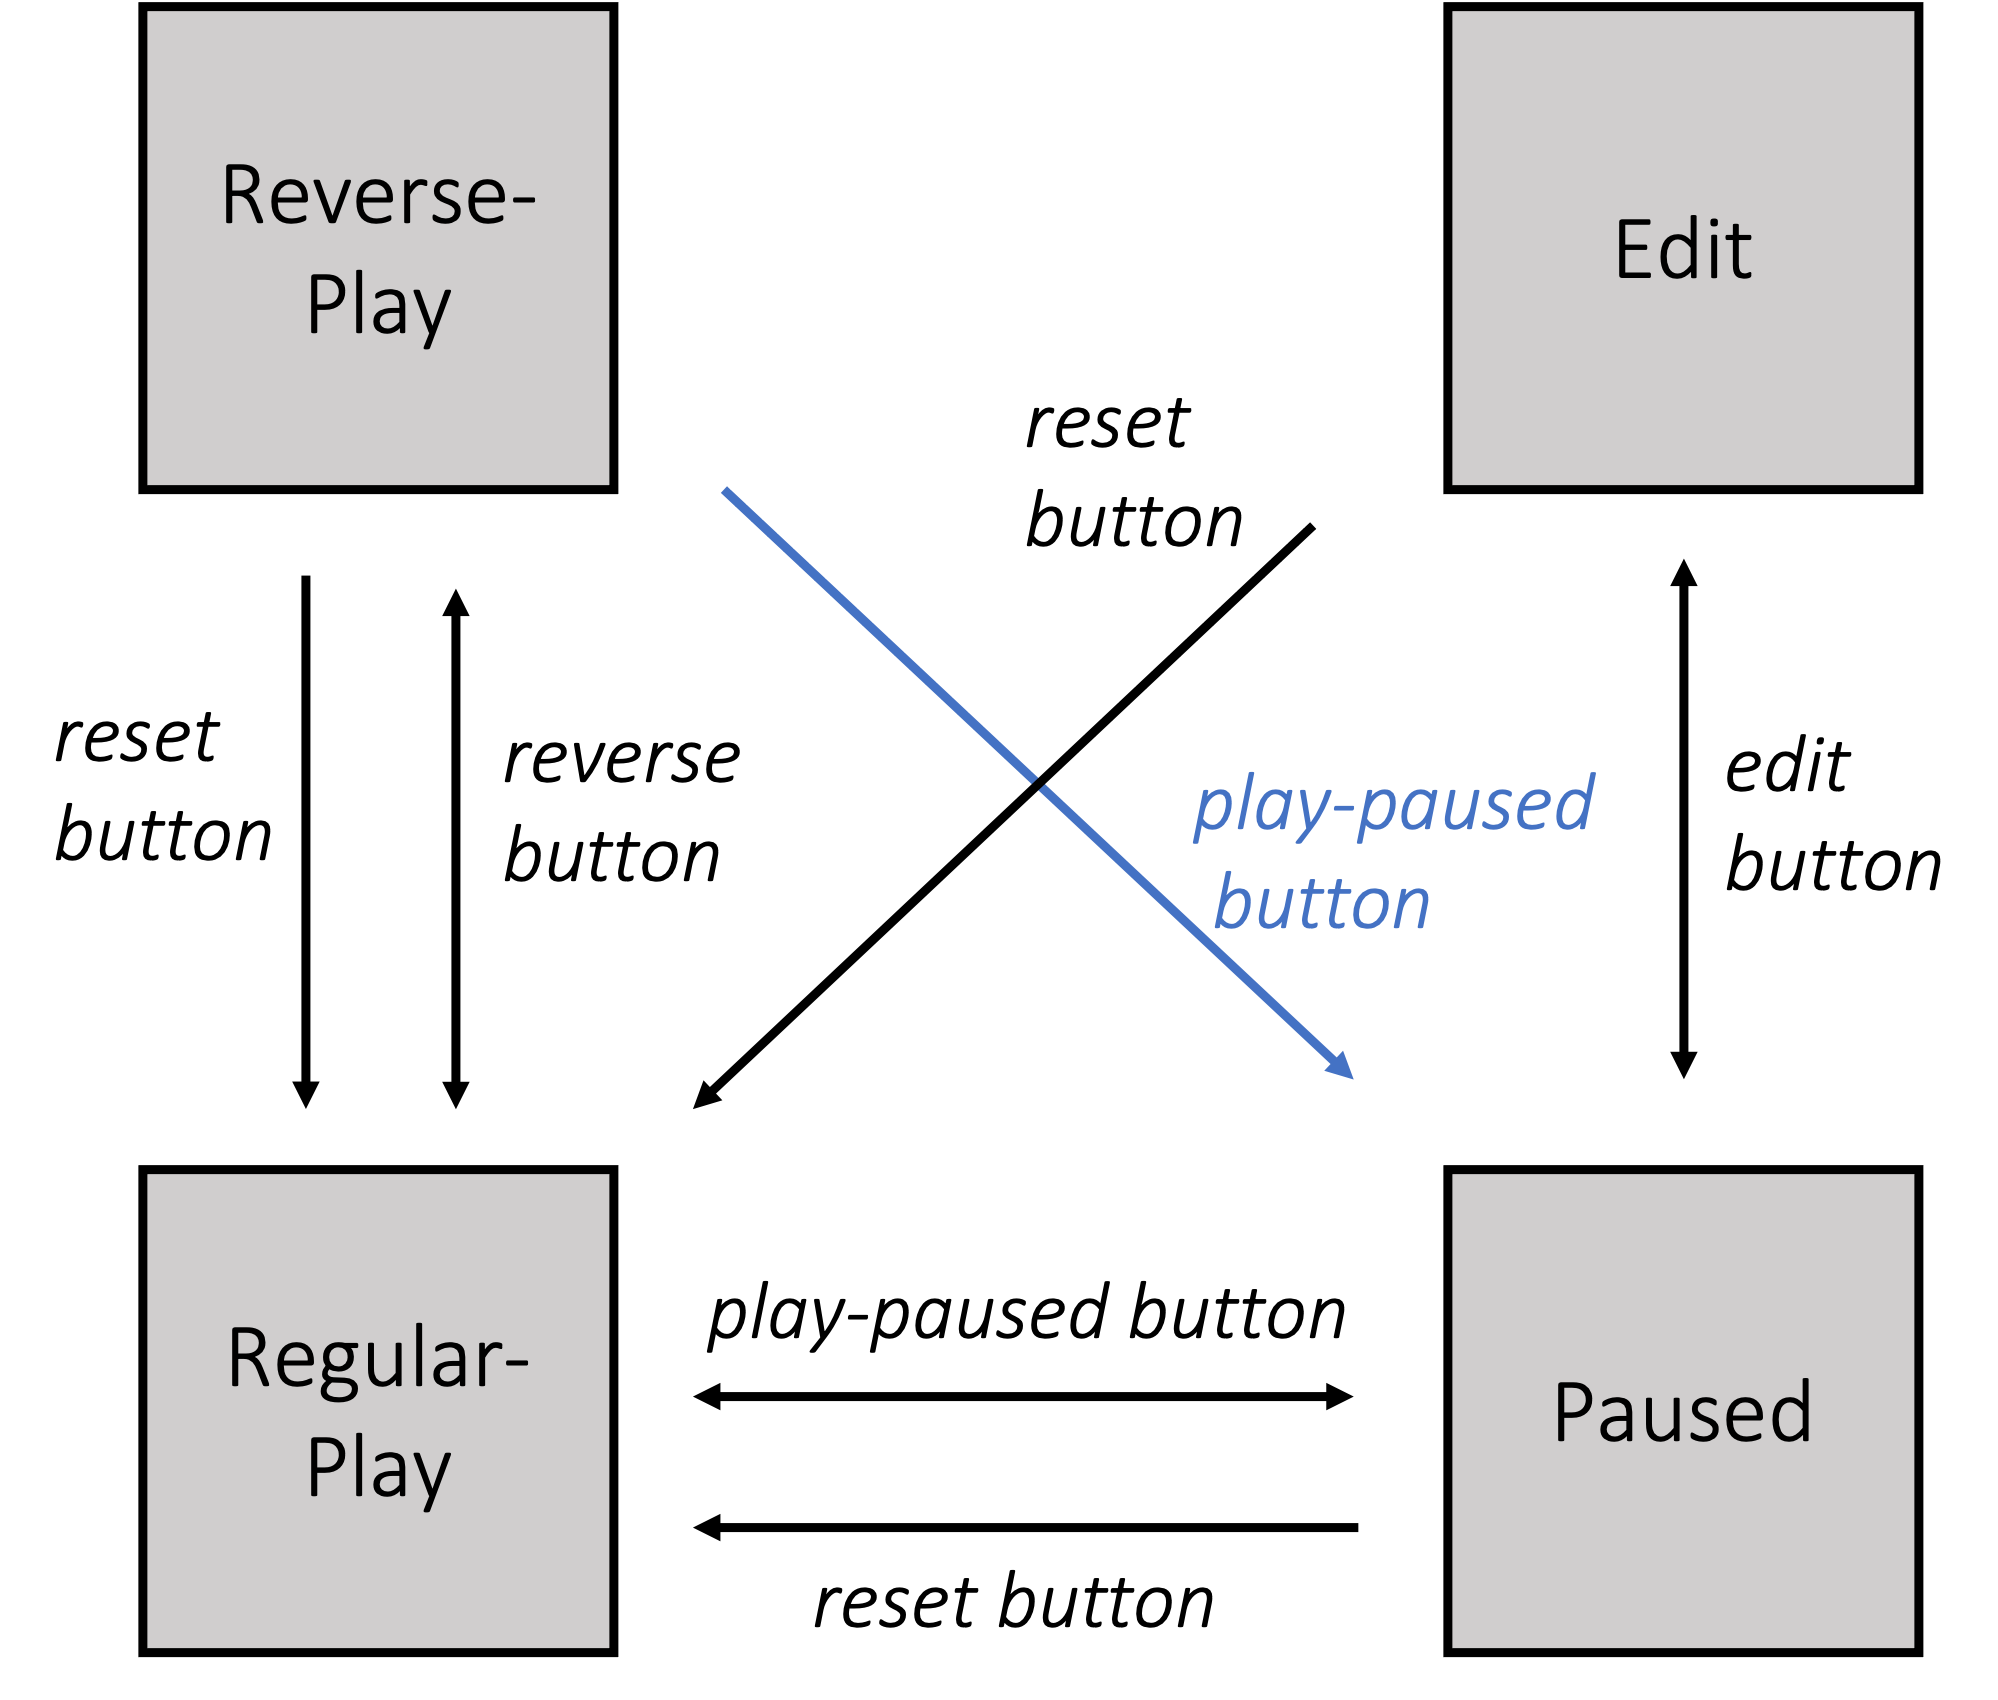 Reverse-
Play
Edit
reset
button
reset
button
reverse
button
play-paused
button
edit
button
Regular-
Play
play-paused button
Paused
reset button